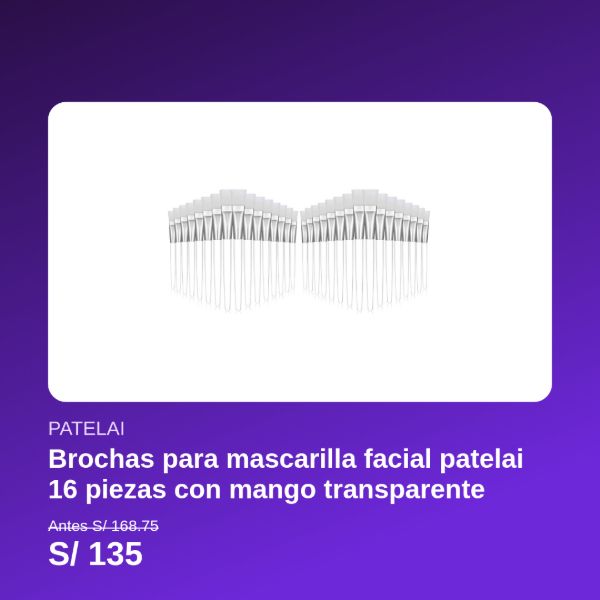 PATELAI
Brochas para mascarilla facial patelai
16 piezas con mango transparente
Antes S/ 168.75
S/ 135